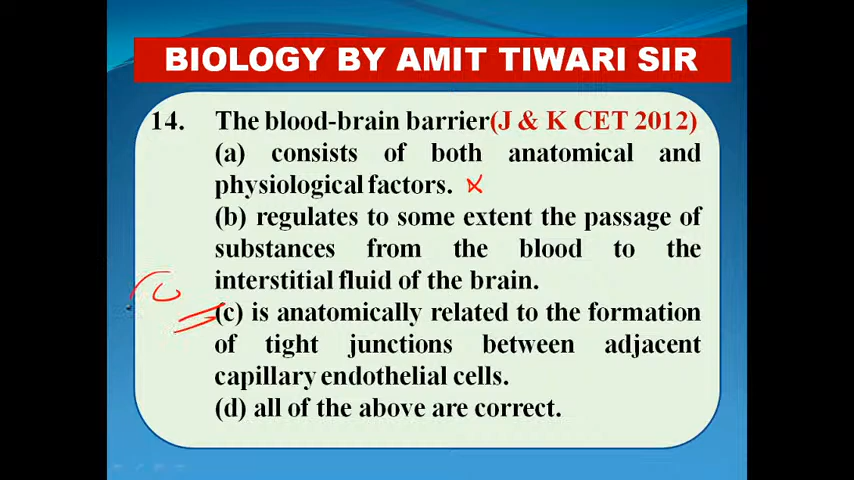 BIOLOGY BY AMIT TIWARI SIR
14. The blood-brain barrier(J & K CET 2012)
(a) consists of both anatomical and
physiological factors.
(b) regulates to some extent the passage of
substances from the blood to the
interstitial fluid of the brain.
(c) is anatomically related to the formation
of tight junctions between adjacent
capillary endothelial cells.
(d) all of the above are correct.